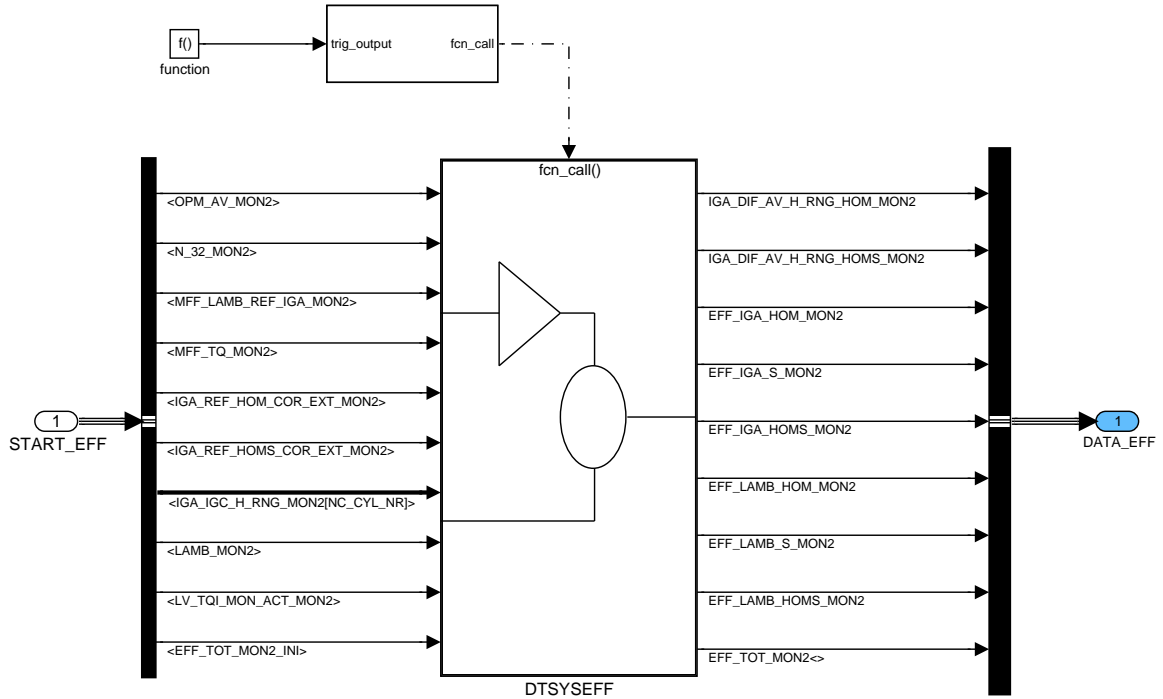 f()
function
trig_output
fcn_call
fcn_call()
1
START_EFF
<OPM_AV_MON2>
<N_32_MON2>
<MFF_LAMB_REF_IGA_MON2>
<MFF_TQ_MON2>
<IGA_REF_HOM_COR_EXT_MON2>
<IGA_REF_HOMS_COR_EXT_MON2>
<IGA_IGC_H_RNG_MON2[NC_CYL_NR]>
<LAMB_MON2>
<LV_TQI_MON_ACT_MON2>
<EFF_TOT_MON2_INI>
DTSYSEFF
IGA_DIF_AV_H_RNG_HOM_MON2
IGA_DIF_AV_H_RNG_HOMS_MON2
EFF_IGA_HOM_MON2
EFF_IGA_S_MON2
EFF_IGA_HOMS_MON2
EFF_LAMB_HOM_MON2
EFF_LAMB_S_MON2
EFF_LAMB_HOMS_MON2
EFF_TOT_MON2<>
1
DATA_EFF